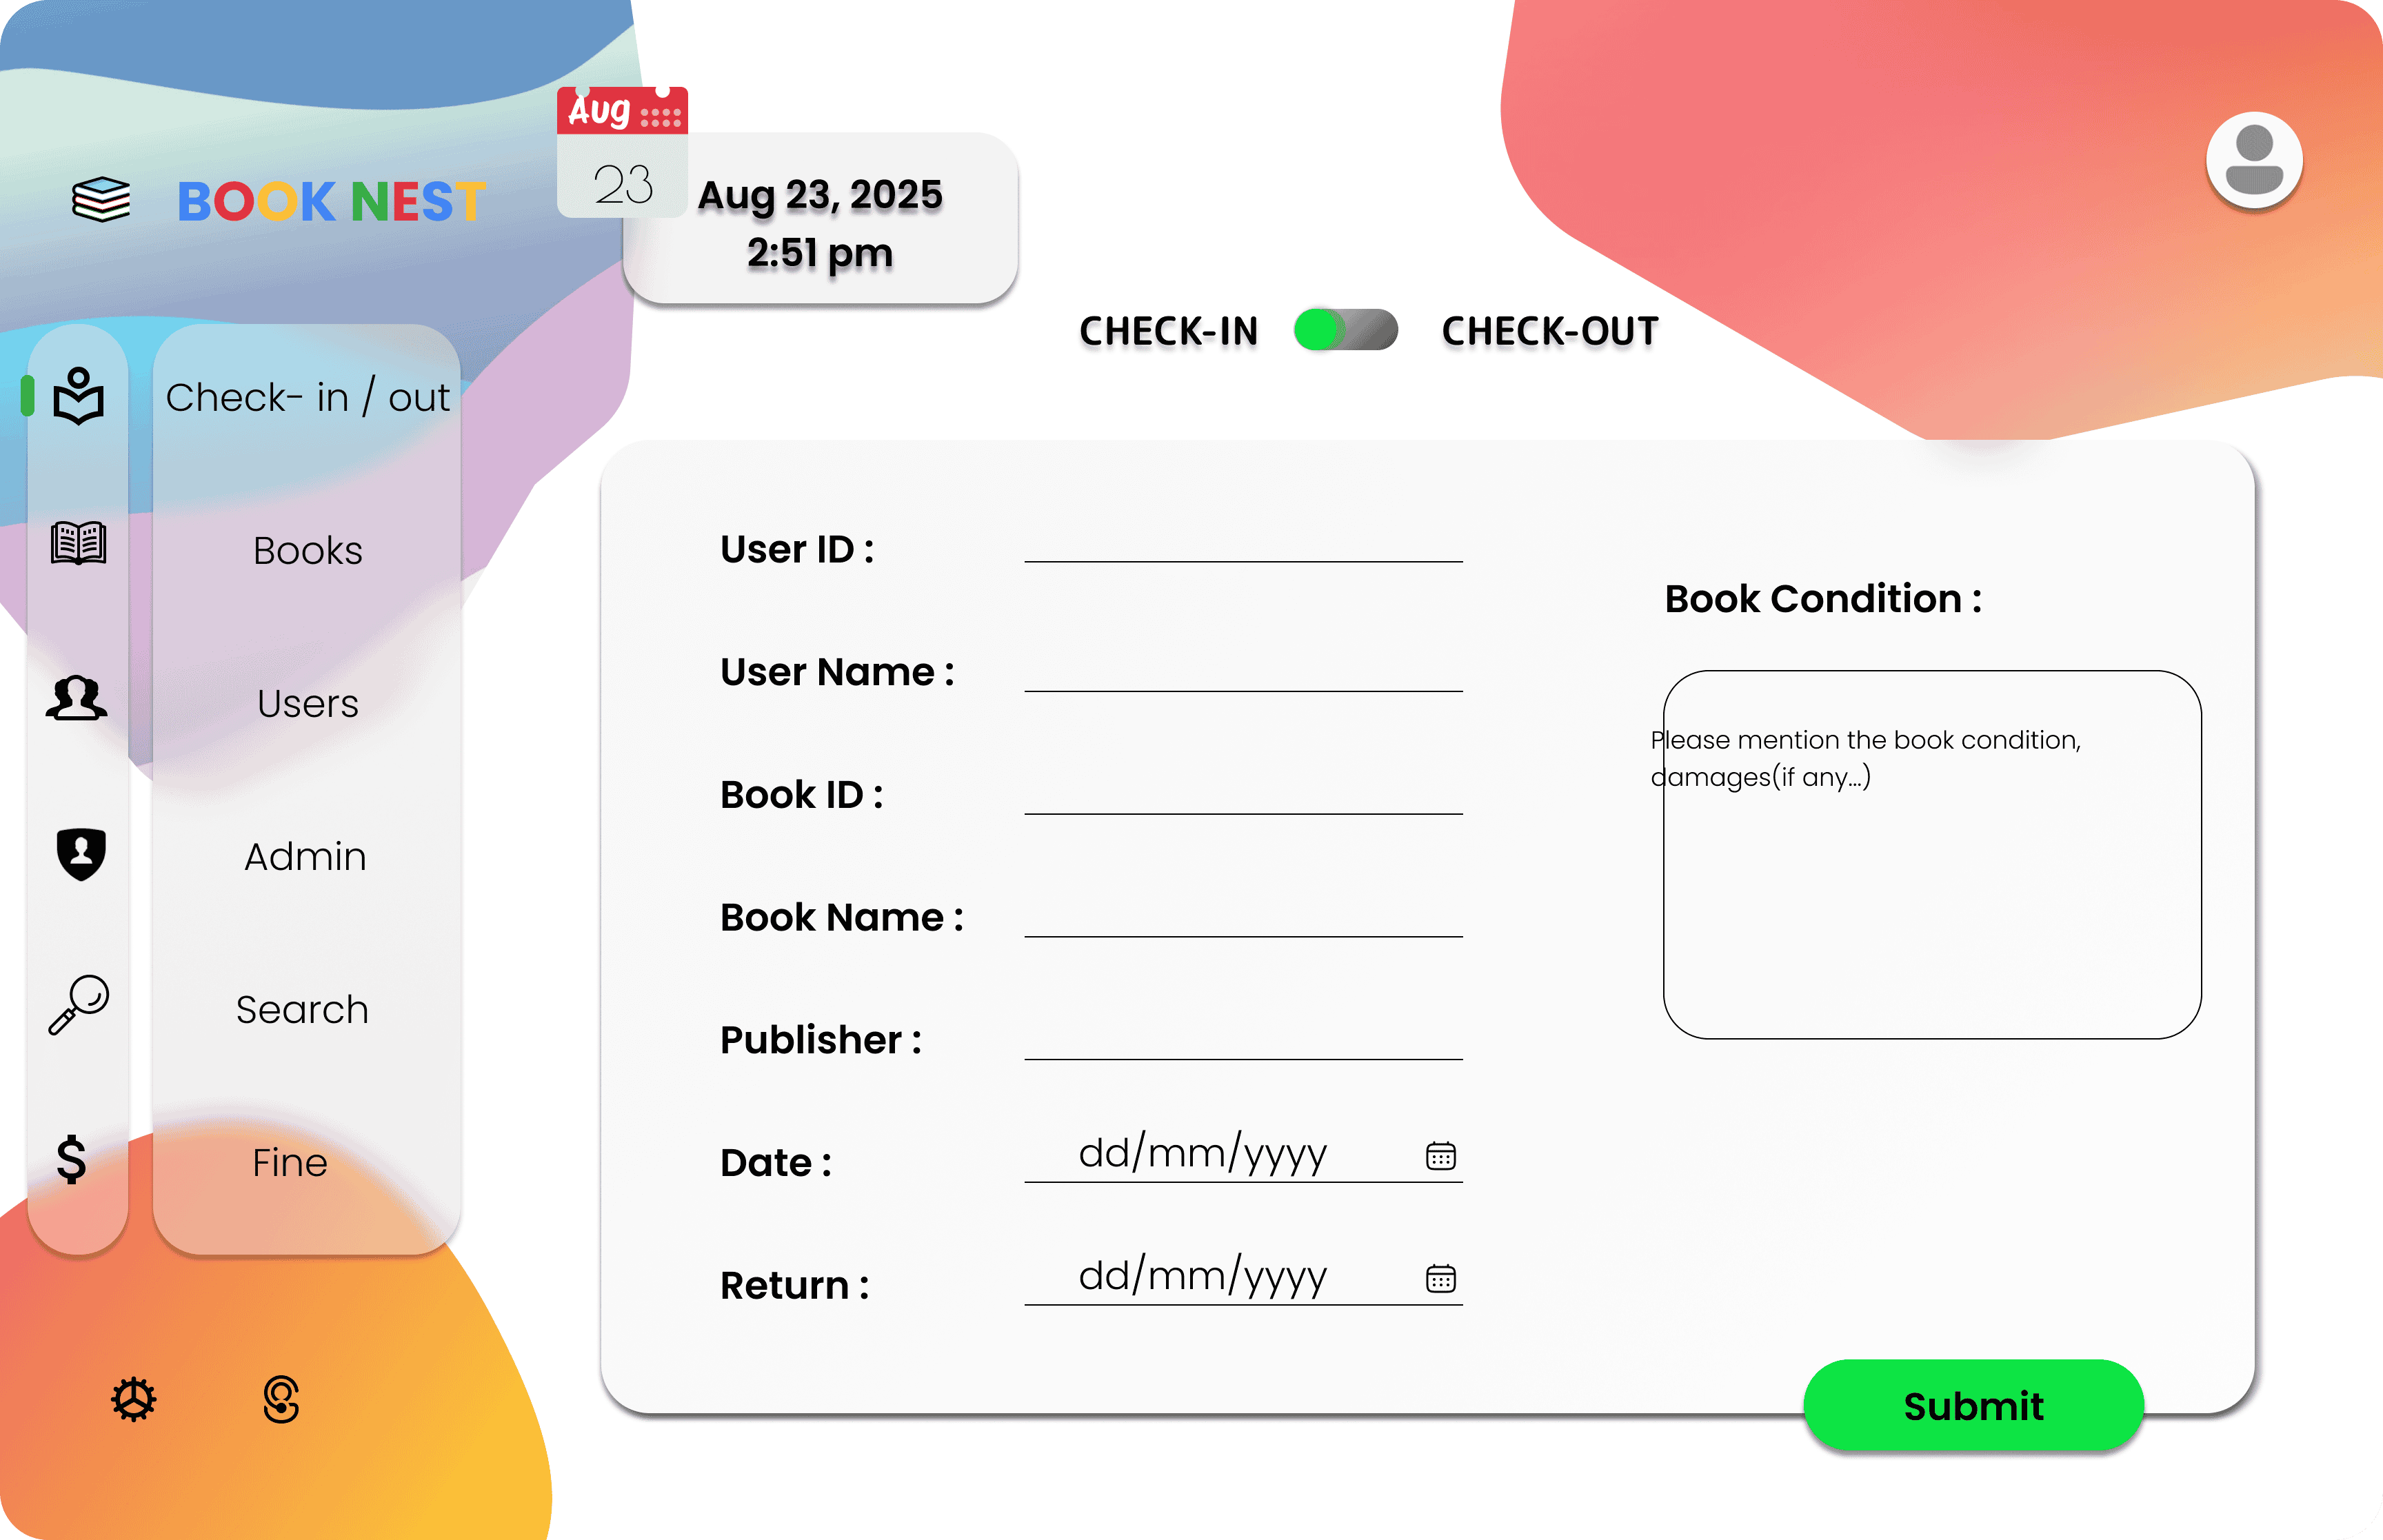 BOOK NEST
Aug
23
Aug 23, 2025
2:51 pm
CHECK-IN
CHECK-OUT
Check- in / out
Books
Users
Admin
Search
$
Fine
User ID :
User Name :
Book ID :
Book Name :
Publisher :
Date :
dd/mm/yyyy
Return :
dd/mm/yyyy
Book Condition :
Please mention the book condition,
damages(if any...)
Submit